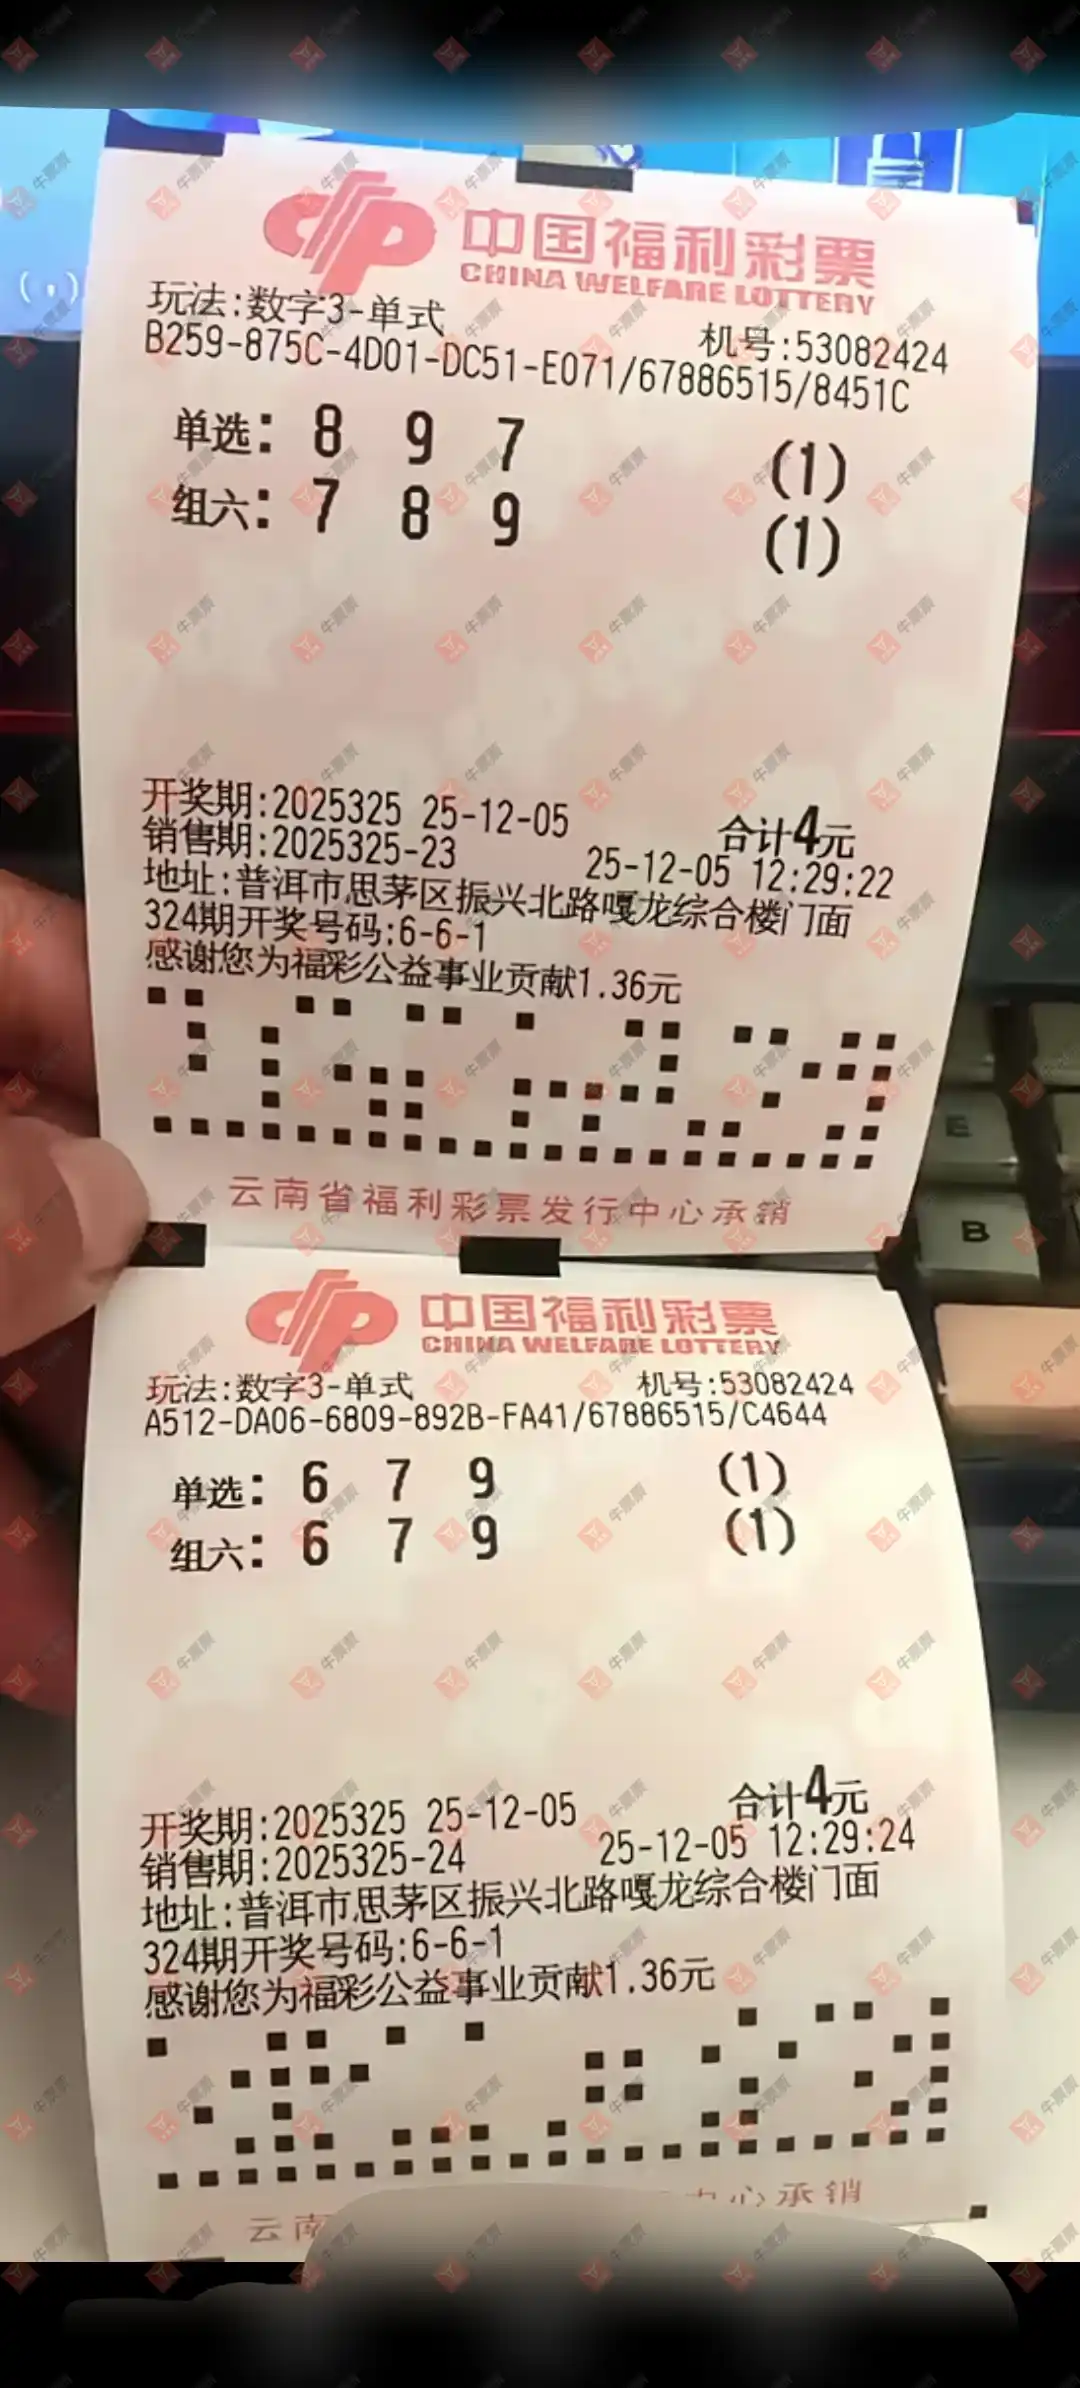 中国福利彩票
CHINA WELFARE LOTTERY
玩法:数字3-单式 机号:53082424
B259-875C-4D01-DC51-E071/67886515/8451C
单选: 8 9 7 (1)
组六: 7 8 9 (1)
开奖期:2025325 25-12-05 合计4元
销售期:2025325-23 25-12-05 12:29:22
地址:普洱市思茅区振兴北路嘎龙综合楼门面
324期开奖号码:6-6-1
感谢您为福彩公益事业贡献1.36元
云南省福利彩票发行中心承销
中国福利彩票
CHINA WELFARE LOTTERY
玩法:数字3-单式 机号:53082424
A512-DA06-6809-892B-FA41/67886515/C4644
单选: 6 7 9 (1)
组六: 6 7 9 (1)
开奖期:2025325 25-12-05 合计4元
销售期:2025325-24 25-12-05 12:29:24
地址:普洱市思茅区振兴北路嘎龙综合楼门面
324期开奖号码:6-6-1
感谢您为福彩公益事业贡献1.36元
云南 中心承销
E
B
牛票票